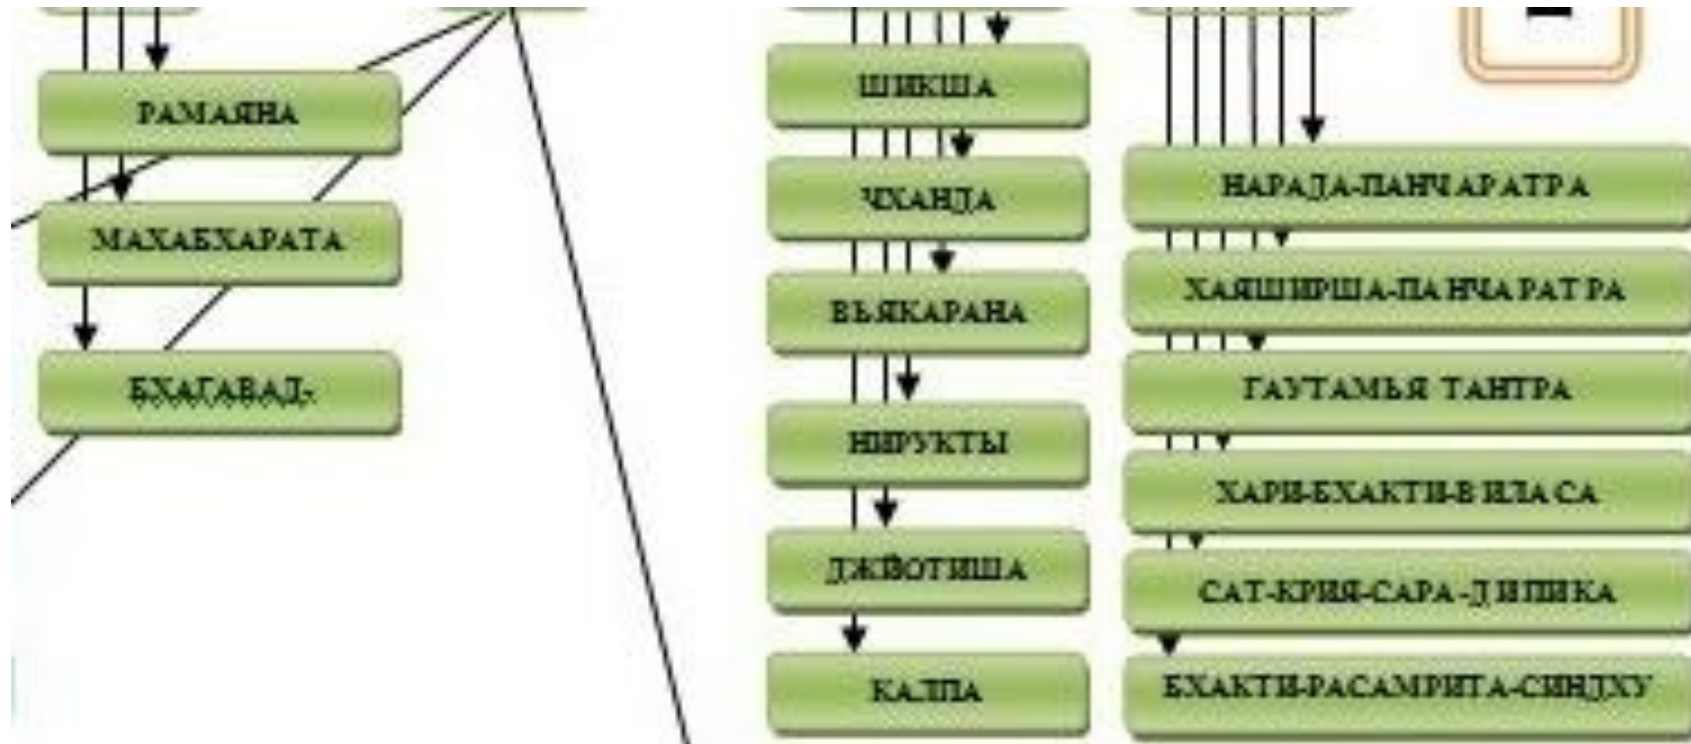 РАМАЯНА
МАХАБХАРАТА
БХАГАВАД-
ШИКША
ЧХАНДА
ВЬЯКАРАНА
НИРУКТЫ
ДЖЙОТИША
КАЛПА
НАРАДА-ПАНЧАРАТРА
ХАЯШИРША-ПАНЧАРАТРА
ГАУТАМЬЯ ТАНТРА
ХАРИ-БХАКТИ-ВИЛАСА
САТ-КРИЯ-САРА-ДИПИКА
БХАКТИ-РАСАМРИТА-СИНДХУ